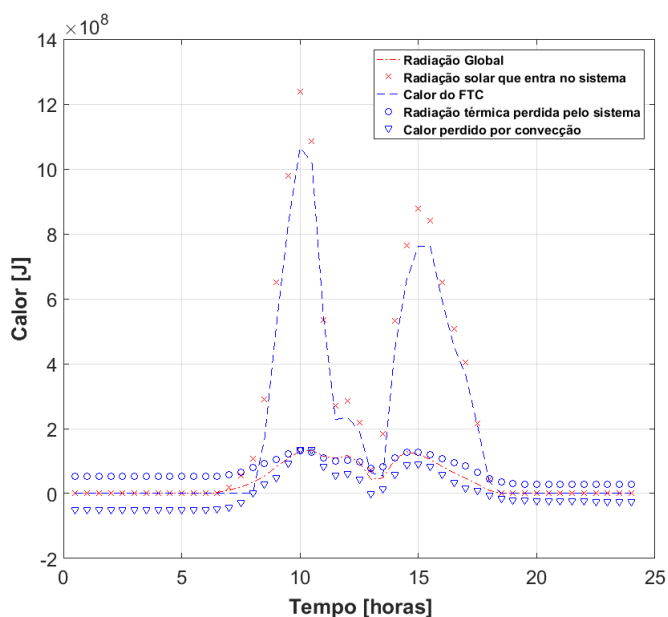 ×10⁸
14
12
10
8
6
4
2
0
-2
Calor [J]
Radiação Global
Radiação solar que entra no sistema
Calor do FTC
Radiação térmica perdida pelo sistema
Calor perdido por convecção
0 5 10 15 20 25
Tempo [horas]